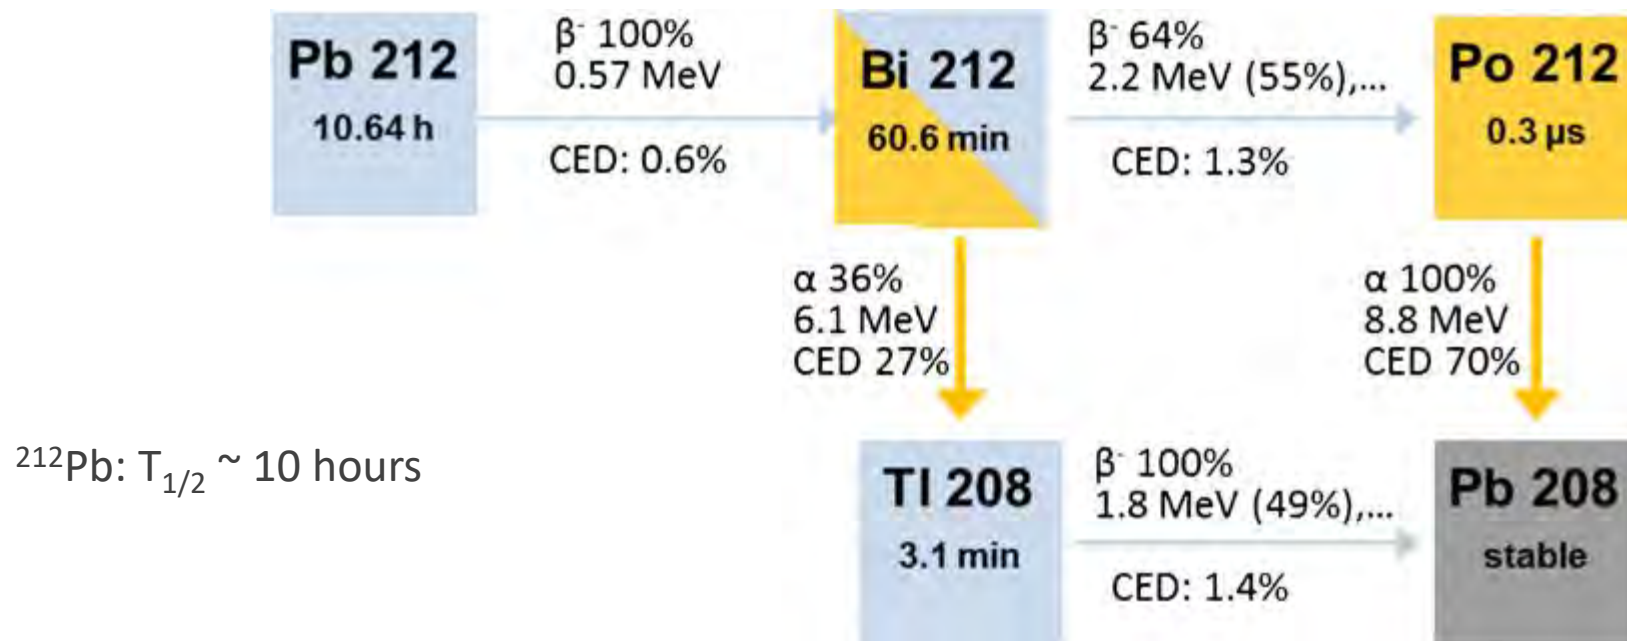 Pb 212
10.64 h
β⁻ 100%
0.57 MeV
CED: 0.6%
Bi 212
60.6 min
β⁻ 64%
2.2 MeV (55%),...
CED: 1.3%
Po 212
0.3 µs
α 36%
6.1 MeV
CED 27%
α 100%
8.8 MeV
CED 70%
²¹²Pb: T₁/₂ ~ 10 hours
Tl 208
3.1 min
β⁻ 100%
1.8 MeV (49%),...
CED: 1.4%
Pb 208
stable